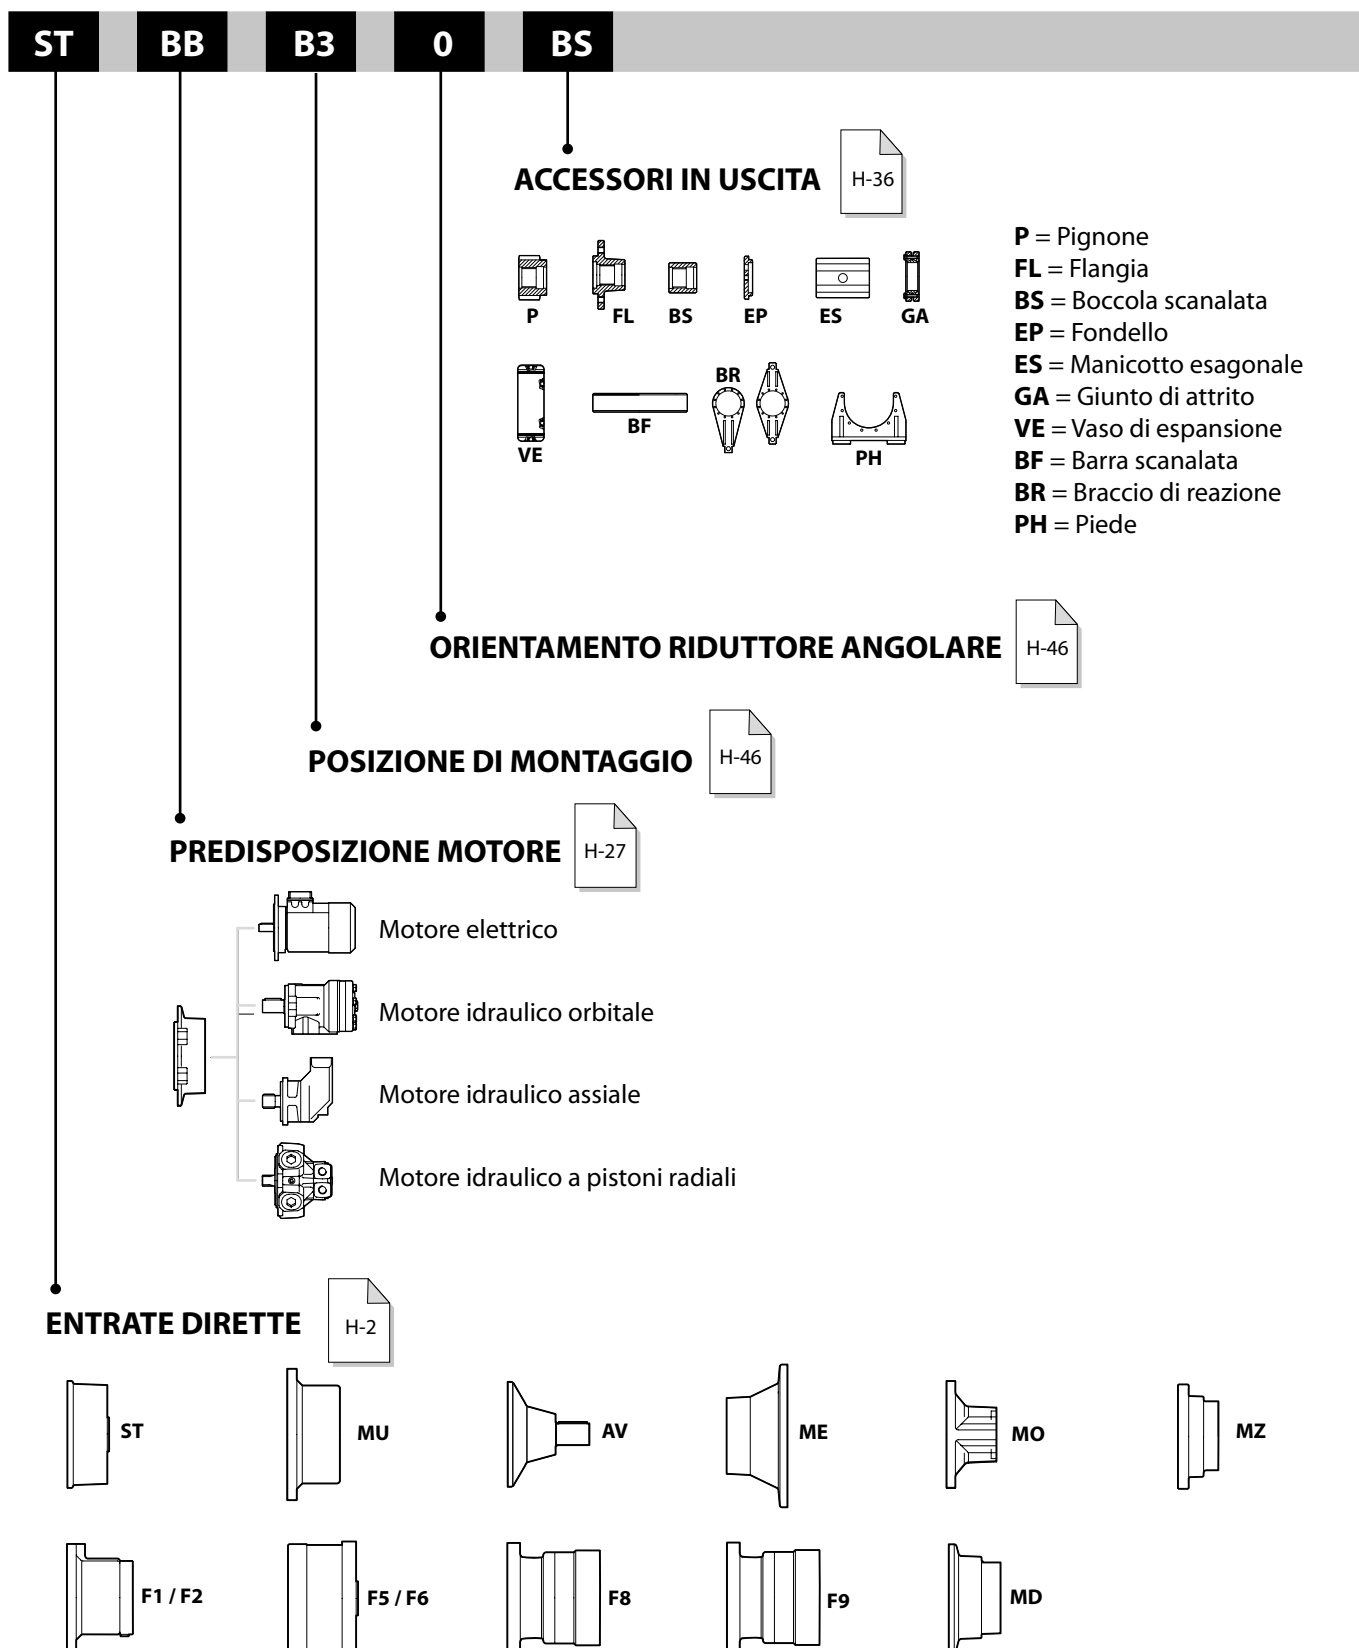 ST BB B3 0 BS
ACCESSORI IN USCITA H-36
P FL BS EP ES GA
VE BF BR PH
P = Pignone
FL = Flangia
BS = Boccola scanalata
EP = Fondello
ES = Manicotto esagonale
GA = Giunto di attrito
VE = Vaso di espansione
BF = Barra scanalata
BR = Braccio di reazione
PH = Piede
ORIENTAMENTO RIDUTTORE ANGOLARE H-46
POSIZIONE DI MONTAGGIO H-46
PREDISPOSIZIONE MOTORE H-27
Motore elettrico
Motore idraulico orbitale
Motore idraulico assiale
Motore idraulico a pistoni radiali
ENTRATE DIRETTE H-2
ST MU AV ME MO MZ
F1 / F2 F5 / F6 F8 F9 MD